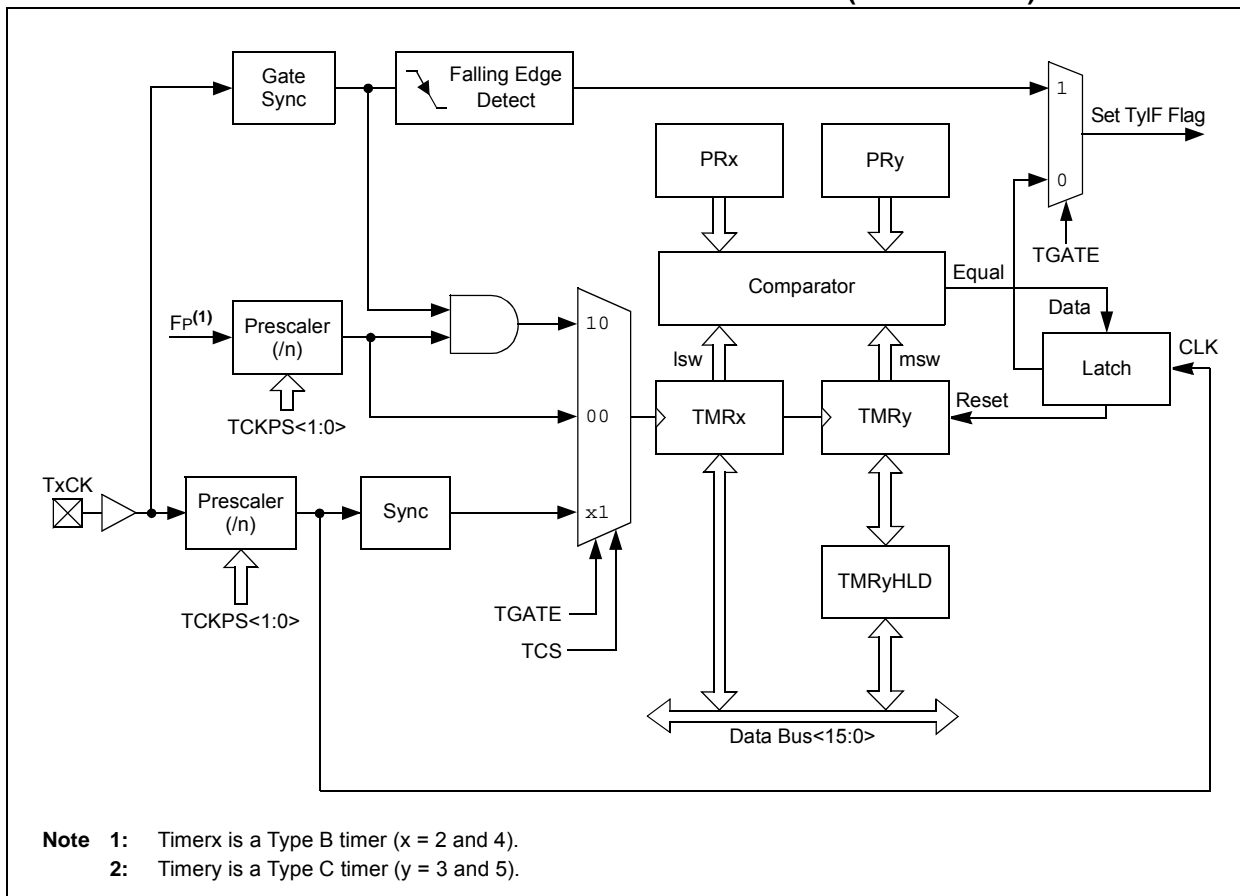 Gate
Sync
Falling Edge
Detect
1
Set TyIF Flag
PRx
PRy
0
TGATE
Equal
Comparator
Data
FP(1)
Prescaler
(/n)
10
lsw
msw
CLK
Latch
TCKPS<1:0>
00
TMRx
TMRy
Reset
TxCK
Prescaler
(/n)
Sync
x1
TMRyHLD
TCKPS<1:0>
TGATE
TCS
Data Bus<15:0>
Note 1: Timerx is a Type B timer (x = 2 and 4).
2: Timery is a Type C timer (y = 3 and 5).